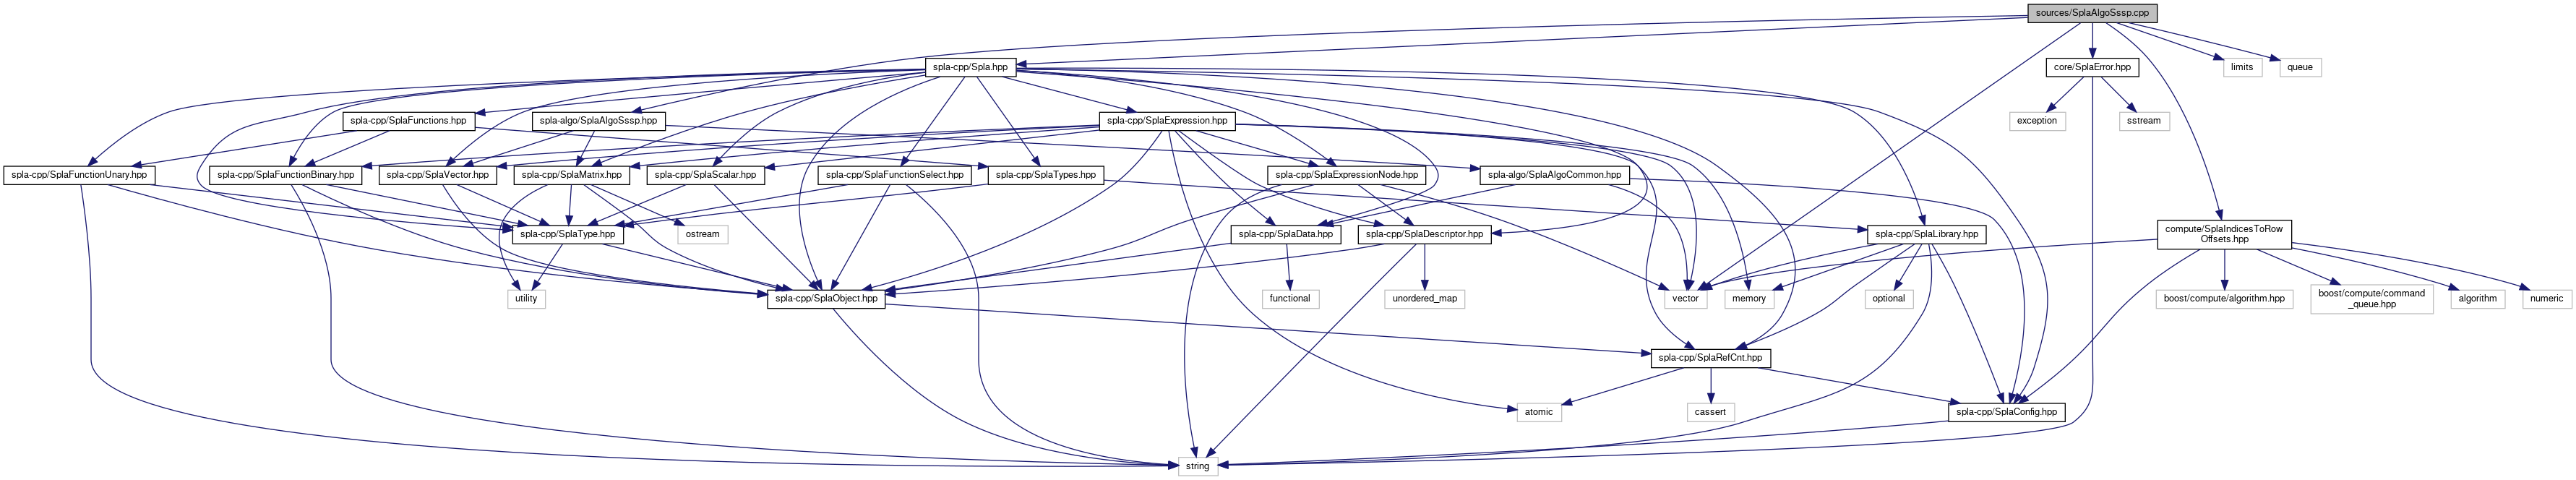 sources/SplaAlgoSssp.cpp
spla-cpp/Spla.hpp
core/SplaError.hpp
limits
queue
spla-cpp/SplaFunctions.hpp
spla-algo/SplaAlgoSssp.hpp
spla-cpp/SplaExpression.hpp
exception
sstream
spla-cpp/SplaFunctionUnary.hpp
spla-cpp/SplaFunctionBinary.hpp
spla-cpp/SplaVector.hpp
spla-cpp/SplaMatrix.hpp
spla-cpp/SplaScalar.hpp
spla-cpp/SplaFunctionSelect.hpp
spla-cpp/SplaTypes.hpp
spla-cpp/SplaExpressionNode.hpp
spla-algo/SplaAlgoCommon.hpp
spla-cpp/SplaType.hpp
ostream
spla-cpp/SplaData.hpp
spla-cpp/SplaDescriptor.hpp
spla-cpp/SplaLibrary.hpp
compute/SplaIndicesToRow
Offsets.hpp
utility
spla-cpp/SplaObject.hpp
functional
unordered_map
vector
memory
optional
boost/compute/algorithm.hpp
boost/compute/command
_queue.hpp
algorithm
numeric
spla-cpp/SplaRefCnt.hpp
atomic
cassert
spla-cpp/SplaConfig.hpp
string